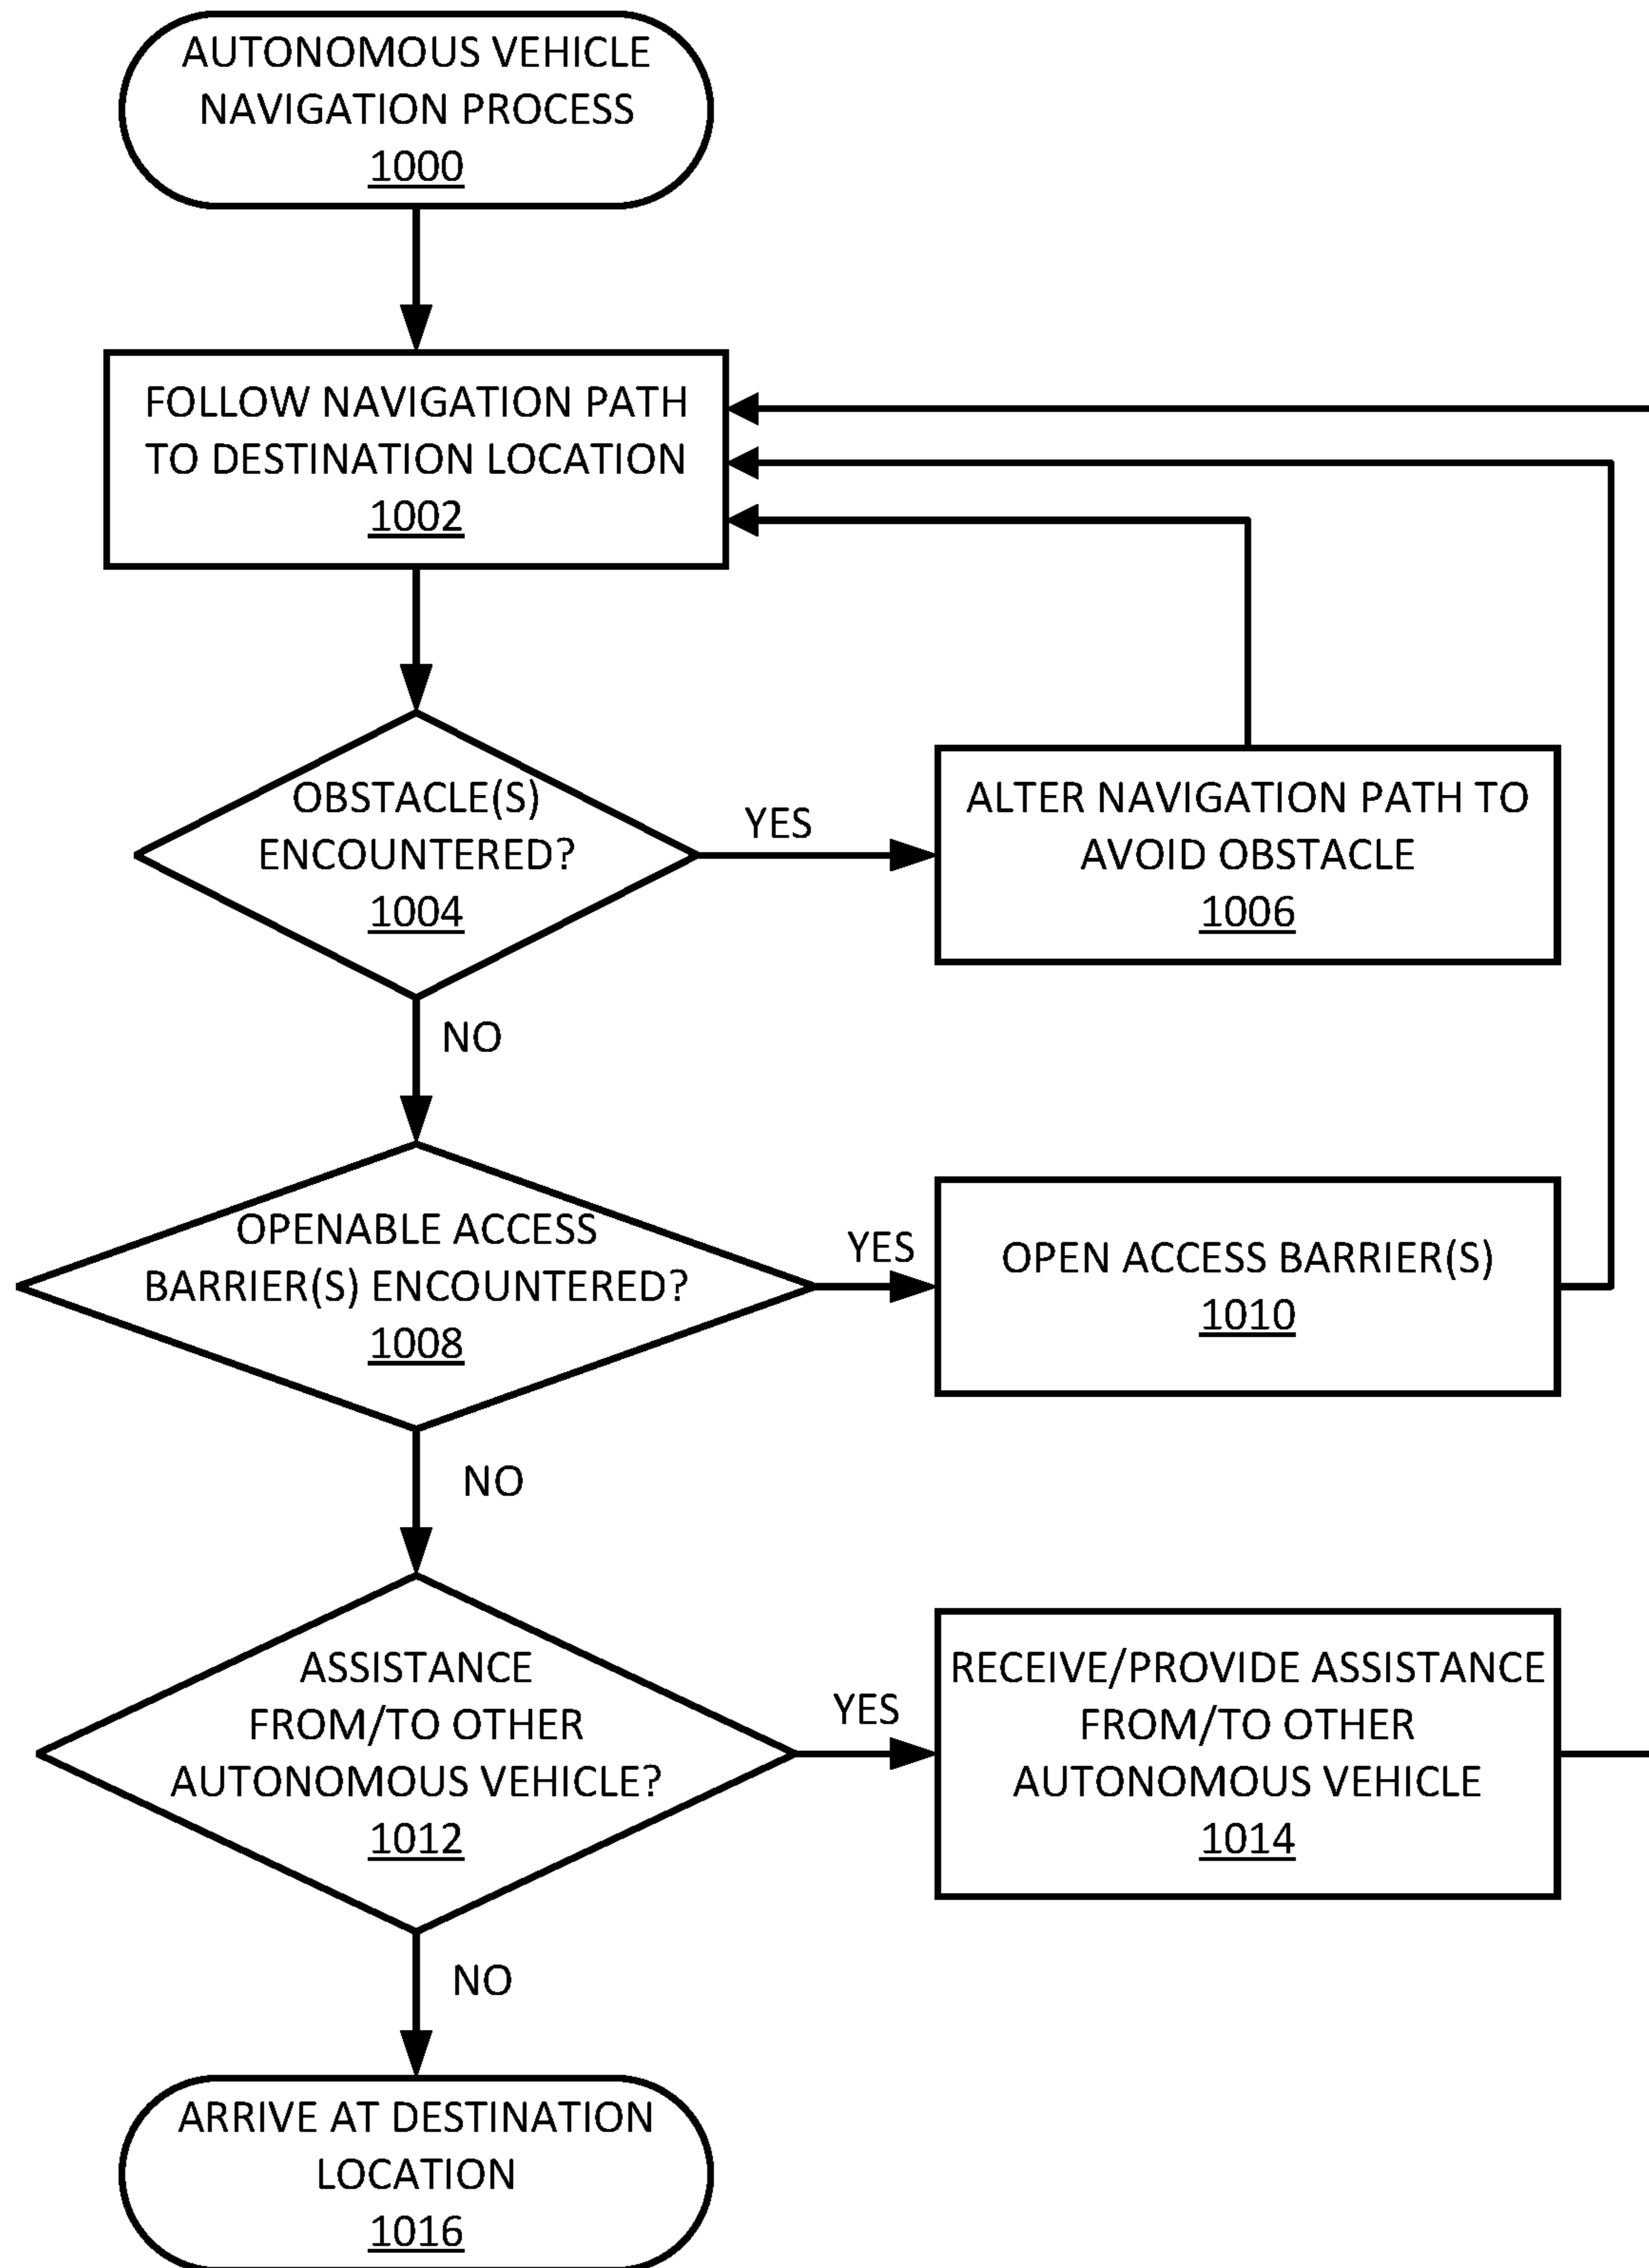 AUTONOMOUS VEHICLE
NAVIGATION PROCESS
1000
FOLLOW NAVIGATION PATH
TO DESTINATION LOCATION
1002
OBSTACLE(S)
ENCOUNTERED?
1004
YES
ALTER NAVIGATION PATH TO
AVOID OBSTACLE
1006
NO
OPENABLE ACCESS
BARRIER(S) ENCOUNTERED?
1008
YES
OPEN ACCESS BARRIER(S)
1010
NO
ASSISTANCE
FROM/TO OTHER
AUTONOMOUS VEHICLE?
1012
YES
RECEIVE/PROVIDE ASSISTANCE
FROM/TO OTHER
AUTONOMOUS VEHICLE
1014
NO
ARRIVE AT DESTINATION
LOCATION
1016